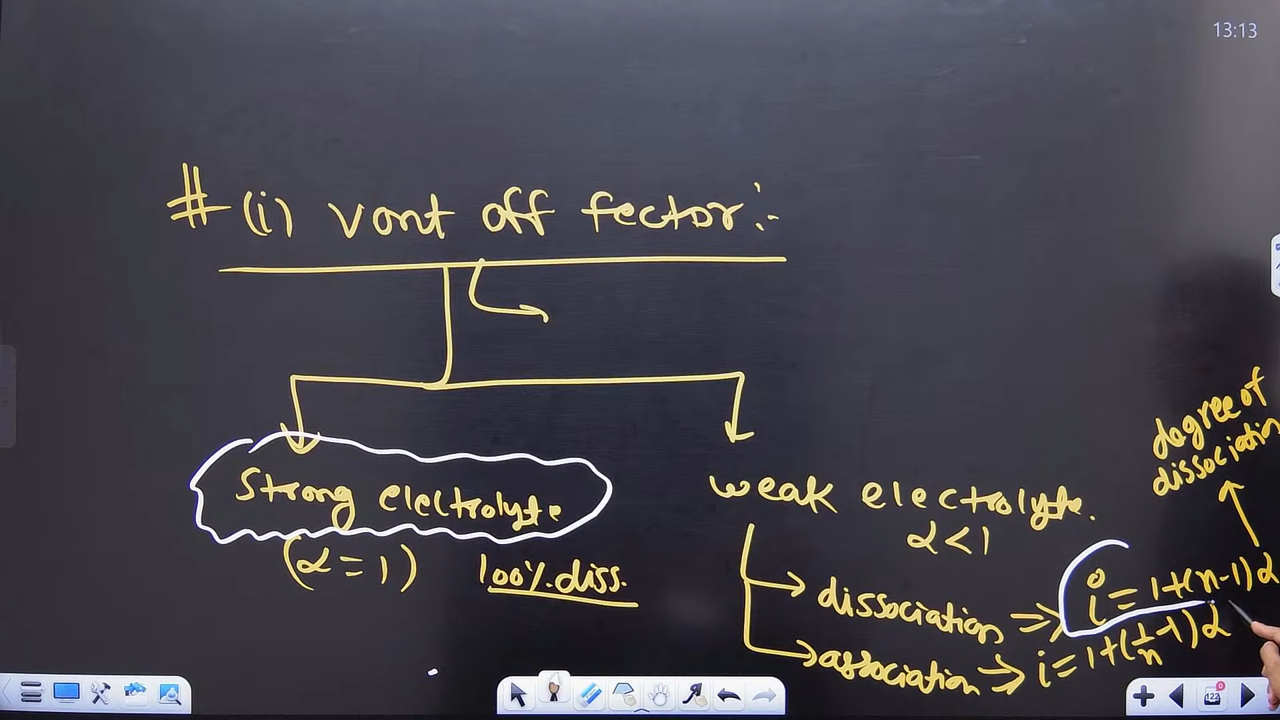 13:13
# (i) vont off fector:-
Strong electrolyte
(α = 1) 100%.diss.
weak electrolyte.
α < 1
dissociation ⇒ i = 1+(n-1)α
association ⇒ i = 1+(1/n-1)α
degree of
dissociation